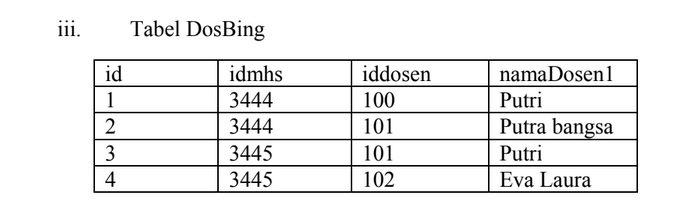 iii. Tabel DosBing
id idmhs iddosen namaDosen1
1 3444 100 Putri
2 3444 101 Putra bangsa
3 3445 101 Putri
4 3445 102 Eva Laura